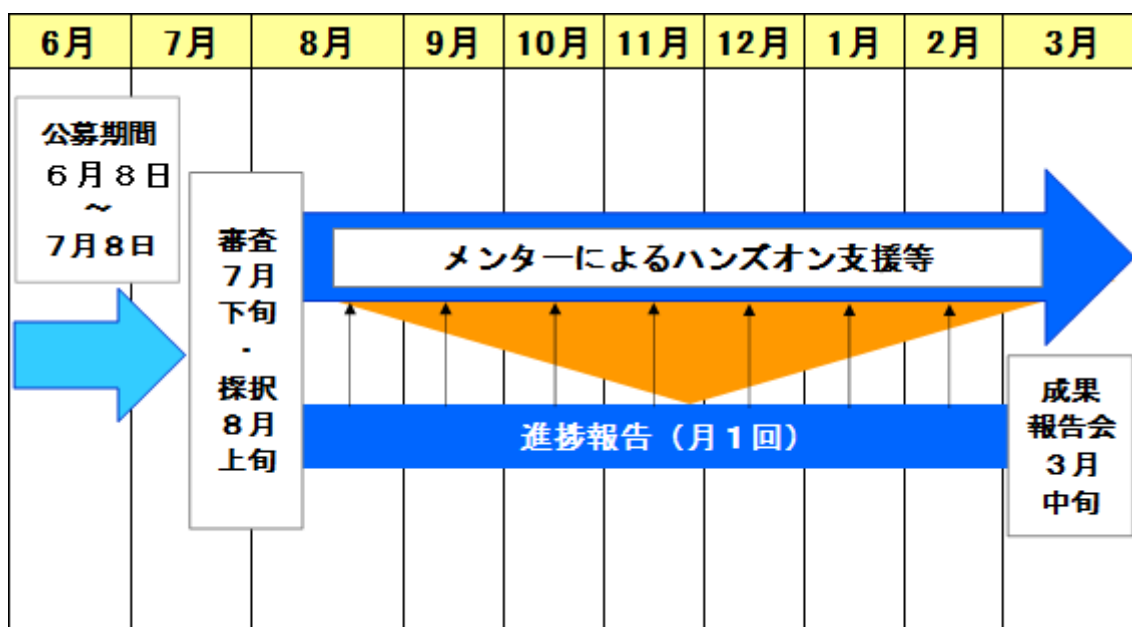 6月 7月 8月 9月 10月 11月 12月 1月 2月 3月
公募期間
６月８日
～
７月８日
審査
７月
下旬
・
採択
８月
上旬
メンターによるハンズオン支援等
進捗報告（月１回）
成果
報告会
３月
中旬